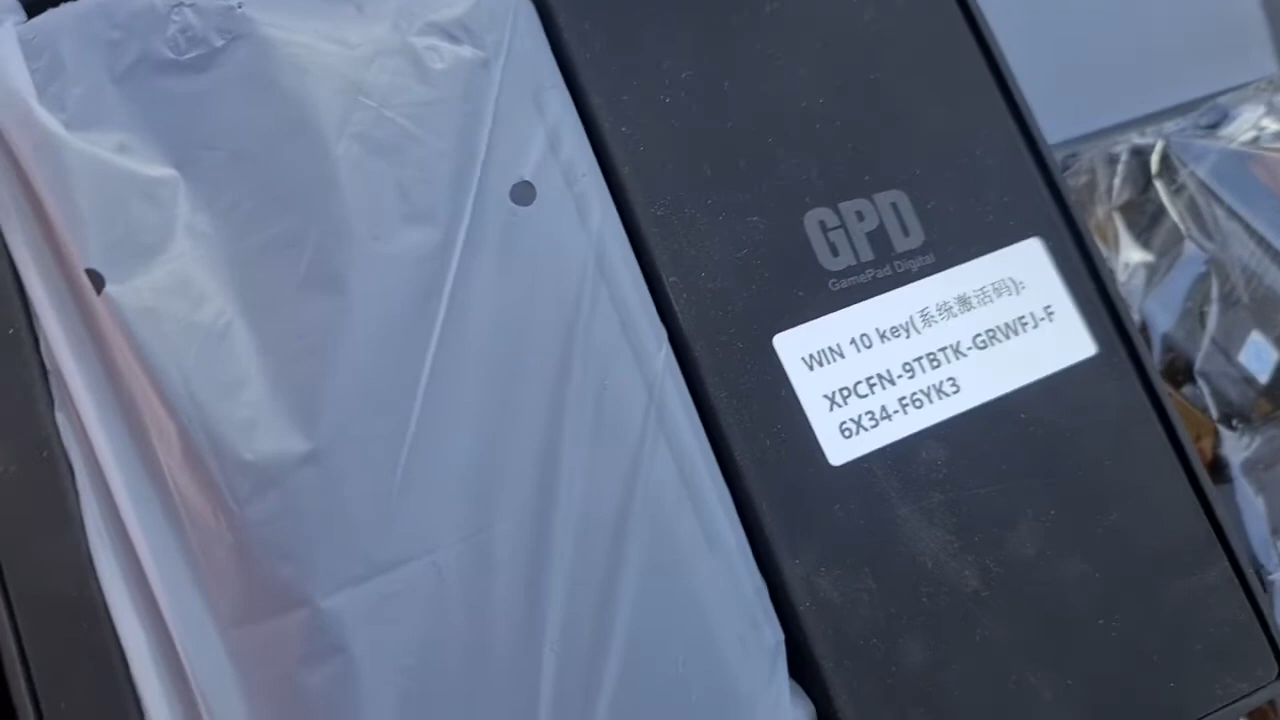 GPD
GamePad Digital
WIN 10 key(系统激活码):
XPCFN-9TBTK-GRWFJ-F
6X34-F6YK3